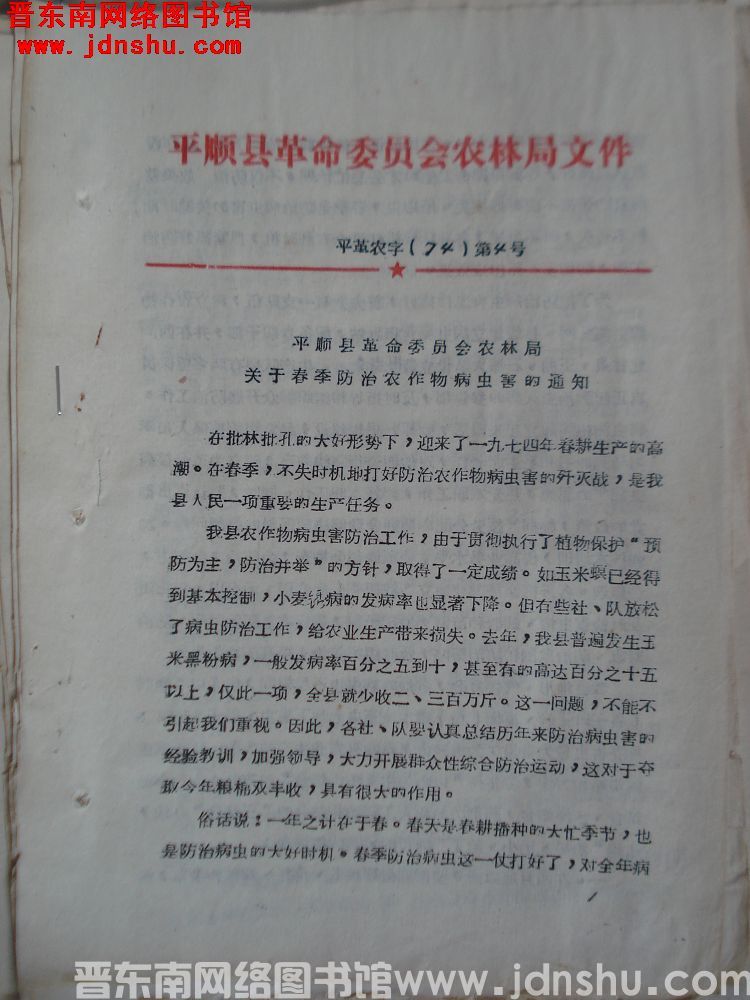 晋东南网络图书馆
www.jdnshu.com
平顺县革命委员会农林局文件
平革农字(74)第4号
平顺县革命委员会农林局
关于春季防治农作物病虫害的通知
在批林批孔的大好形势下,迎来了一九七四年春耕生产的高
潮。在春季,不失时机地打好防治农作物病虫害的歼灭战,是我
县人民一项重要的生产任务。
我县农作物病虫害防治工作,由于贯彻执行了植物保护“预
防为主,防治并举”的方针,取得了一定成绩。如玉米螟已经得
到基本控制,小麦锈病的发病率也显著下降。但有些社、队放松
了病虫防治工作,给农业生产带来损失。去年,我县普遍发生玉
米黑粉病,一般发病率百分之五到十,甚至有的高达百分之十五
以上,仅此一项,全县就少收二、三百万斤。这一问题,不能不
引起我们重视。因此,各社、队要认真总结历年来防治病虫害的
经验教训,加强领导,大力开展群众性综合防治运动,这对于夺
取今年粮棉双丰收,具有很大的作用。
俗话说:一年之计在于春。春天是春耕播种的大忙季节,也
是防治病虫的大好时机。春季防治病虫这一仗打好了,对全年病
1
晋东南网络图书馆www.jdnshu.com